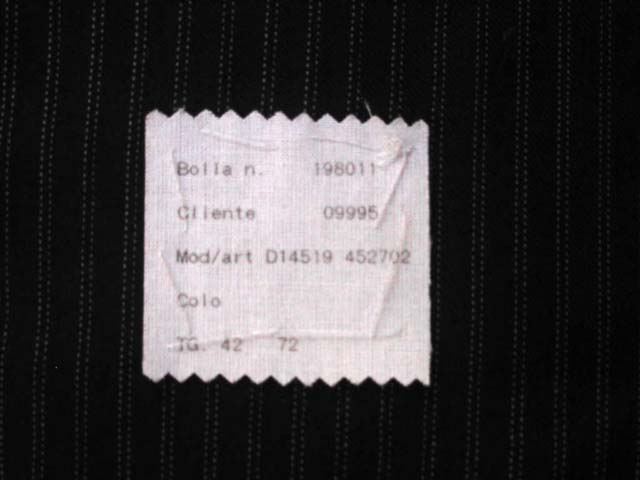 Bolla n. 198011
Cliente 09995
Mod/art D14519 452702
Colo
TG. 42 72